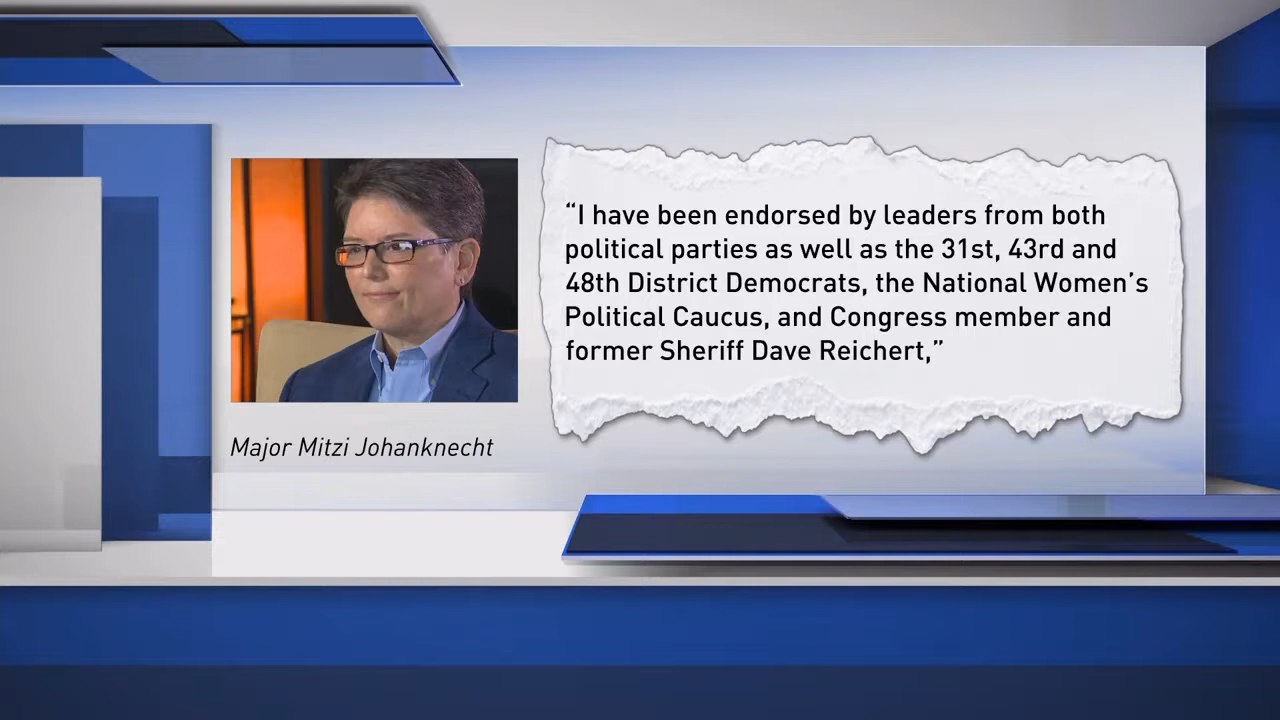 “I have been endorsed by leaders from both
political parties as well as the 31st, 43rd and
48th District Democrats, the National Women’s
Political Caucus, and Congress member and
former Sheriff Dave Reichert,”
Major Mitzi Johanknecht